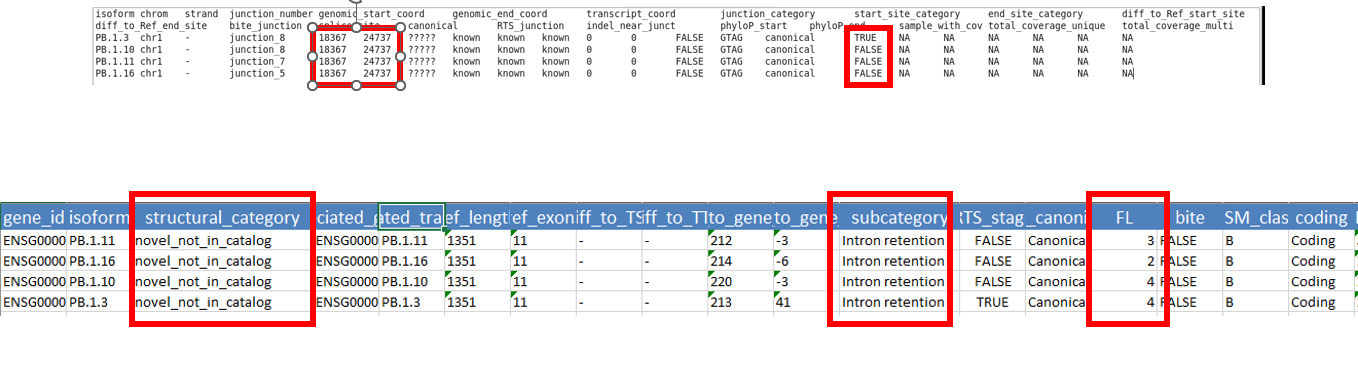 isoform chrom strand junction_number genomic_start_coord genomic_end_coord transcript_coord junction_category start_site_category end_site_category diff_to_Ref_start_site
diff_to_Ref_end_site bite_junction canonical RTS_junction indel_near_junct phyloP_start sample_with_cov total_coverage_unique total_coverage_multi
PB.1.3 chr1 - junction_8 18367 24737 ????? known known known 0 0 FALSE GTAG canonical TRUE NA NA NA NA NA NA
PB.1.10 chr1 - junction_8 18367 24737 ????? known known known 0 0 FALSE GTAG canonical FALSE NA NA NA NA NA NA
PB.1.11 chr1 - junction_7 18367 24737 ????? known known known 0 0 FALSE GTAG canonical FALSE NA NA NA NA NA NA
PB.1.16 chr1 - junction_5 18367 24737 ????? known known known 0 0 FALSE GTAG canonical FALSE NA NA NA NA NA NA
gene_id isoform structural_category ciated_g ated_tra ef_lengt ef_exon iff_to_TS iff_to_T to_gene to_gene subcategory RTS_stag _canoni FL bite SM_clas coding
ENSG0000 PB.1.11 novel_not_in_catalog ENSG0000 PB.1.11 1351 11 - - 212 -3 Intron retention FALSE Canonica 3 FALSE B Coding
ENSG0000 PB.1.16 novel_not_in_catalog ENSG0000 PB.1.16 1351 11 - - 214 -6 Intron retention FALSE Canonica 2 FALSE B Coding
ENSG0000 PB.1.10 novel_not_in_catalog ENSG0000 PB.1.10 1351 11 - - 220 -3 Intron retention FALSE Canonica 4 FALSE B Coding
ENSG0000 PB.1.3 novel_not_in_catalog ENSG0000 PB.1.3 1351 11 - - 213 41 Intron retention TRUE Canonica 4 FALSE B Coding